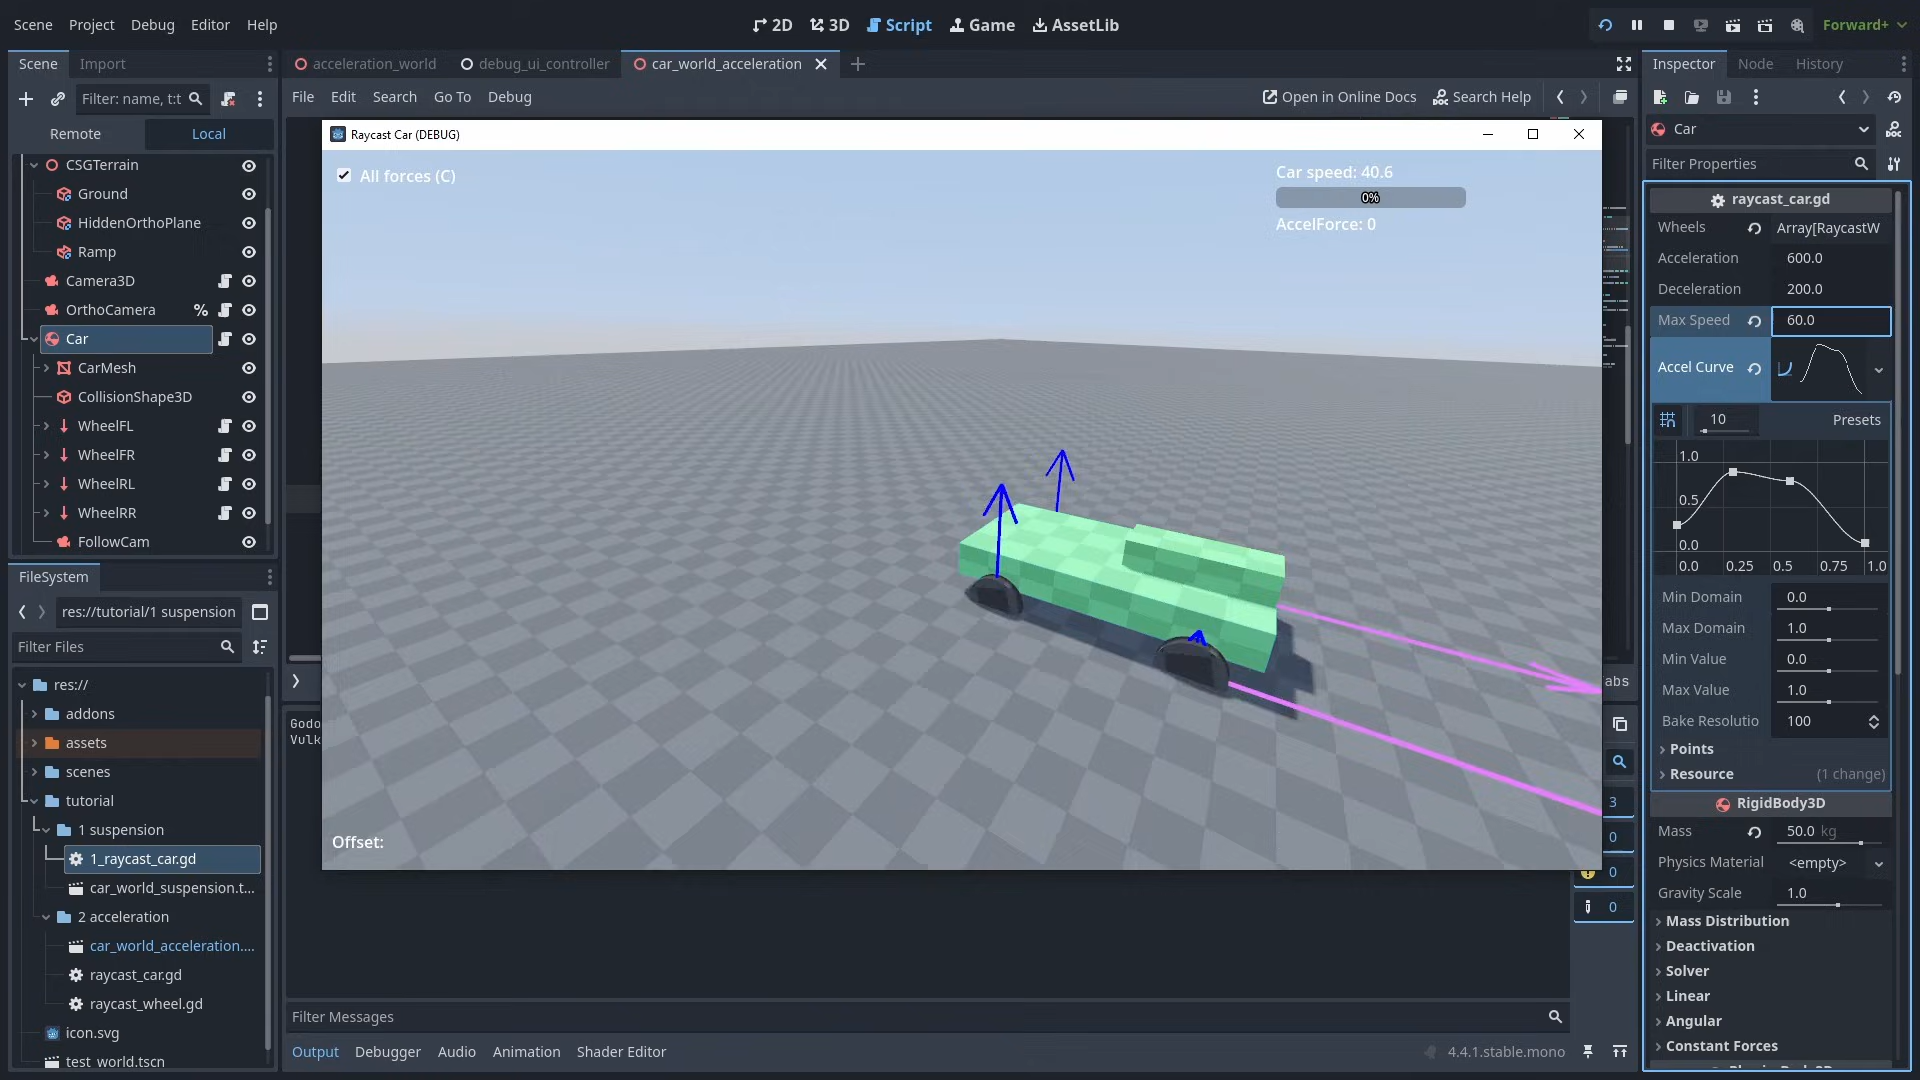 Scene Project Debug Editor Help
2D 3D Script Game AssetLib
Forward+
Scene Import
Filter: name, t:t
Remote Local
CSGTerrain
Ground
HiddenOrthoPlane
Ramp
Camera3D
OrthoCamera %
Car
CarMesh
CollisionShape3D
WheelFL
WheelFR
WheelRL
WheelRR
FollowCam
FileSystem
res://tutorial/1 suspension
Filter Files
res://
addons
assets
scenes
tutorial
1 suspension
1_raycast_car.gd
car_world_suspension.t...
2 acceleration
car_world_acceleration....
raycast_car.gd
raycast_wheel.gd
icon.svg
test_world.tscn
acceleration_world debug_ui_controller car_world_acceleration
File Edit Search Go To Debug
Open in Online Docs Search Help
Raycast Car (DEBUG)
All forces (C)
Car speed: 40.6
0%
AccelForce: 0
Offset:
abs
Godo
Vulk
3
0
0
0
Filter Messages
Output Debugger Audio Animation Shader Editor
4.4.1.stable.mono
Inspector Node History
Car
Filter Properties
raycast_car.gd
Wheels Array[RaycastW
Acceleration 600.0
Deceleration 200.0
Max Speed 60.0
Accel Curve
10 Presets
1.0
0.5
0.0
0.0 0.25 0.5 0.75 1.0
Min Domain 0.0
Max Domain 1.0
Min Value 0.0
Max Value 1.0
Bake Resolutio 100
Points
Resource (1 change)
RigidBody3D
Mass 50.0 kg
Physics Material <empty>
Gravity Scale 1.0
Mass Distribution
Deactivation
Solver
Linear
Angular
Constant Forces